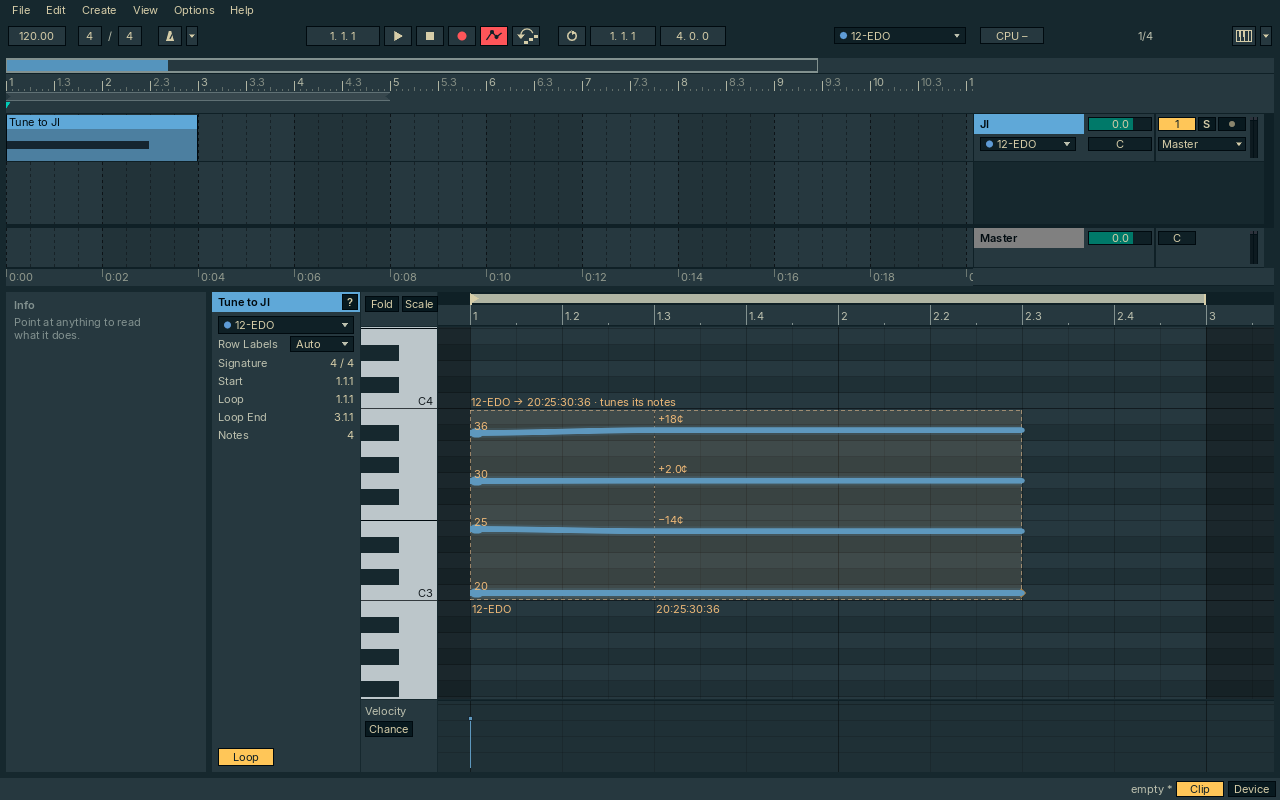 File Edit Create View Options Help
120.00 4 / 4 1. 1. 1 1. 1. 1 4. 0. 0 12-EDO CPU – 1/4
1 1.3 2 2.3 3 3.3 4 4.3 5 5.3 6 6.3 7 7.3 8 8.3 9 9.3 10 10.3 1
Tune to JI
JI 0.0 1 S
12-EDO C Master
Master 0.0 C
0:00 0:02 0:04 0:06 0:08 0:10 0:12 0:14 0:16 0:18
Info
Point at anything to read
what it does.
Tune to JI ?
12-EDO
Row Labels Auto
Signature 4 / 4
Start 1.1.1
Loop 1.1.1
Loop End 3.1.1
Notes 4
Loop
Fold Scale
1 1.2 1.3 1.4 2 2.2 2.3 2.4 3
C4
12-EDO → 20:25:30:36 · tunes its notes
36 +18¢
30 +2.0¢
25 −14¢
C3
20
12-EDO 20:25:30:36
Velocity
Chance
empty * Clip Device